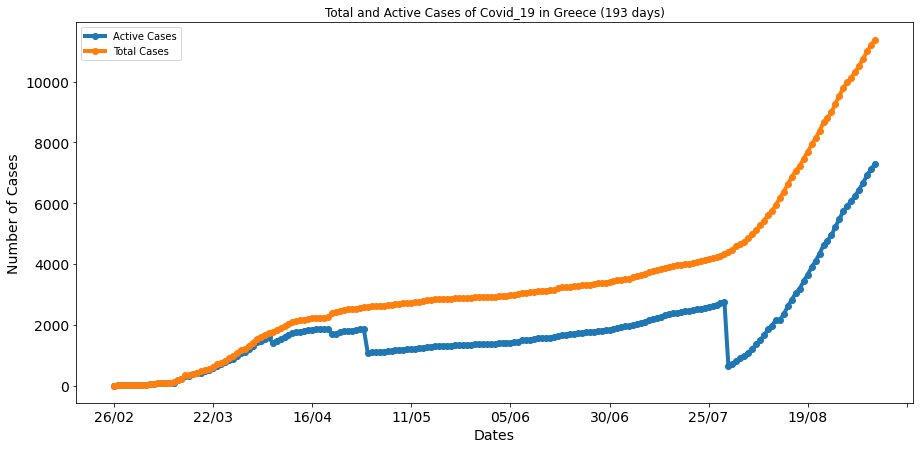 Total and Active Cases of Covid_19 in Greece (193 days)
Active Cases
Total Cases
10000
8000
6000
4000
2000
0
Number of Cases
26/02 22/03 16/04 11/05 05/06 30/06 25/07 19/08
Dates